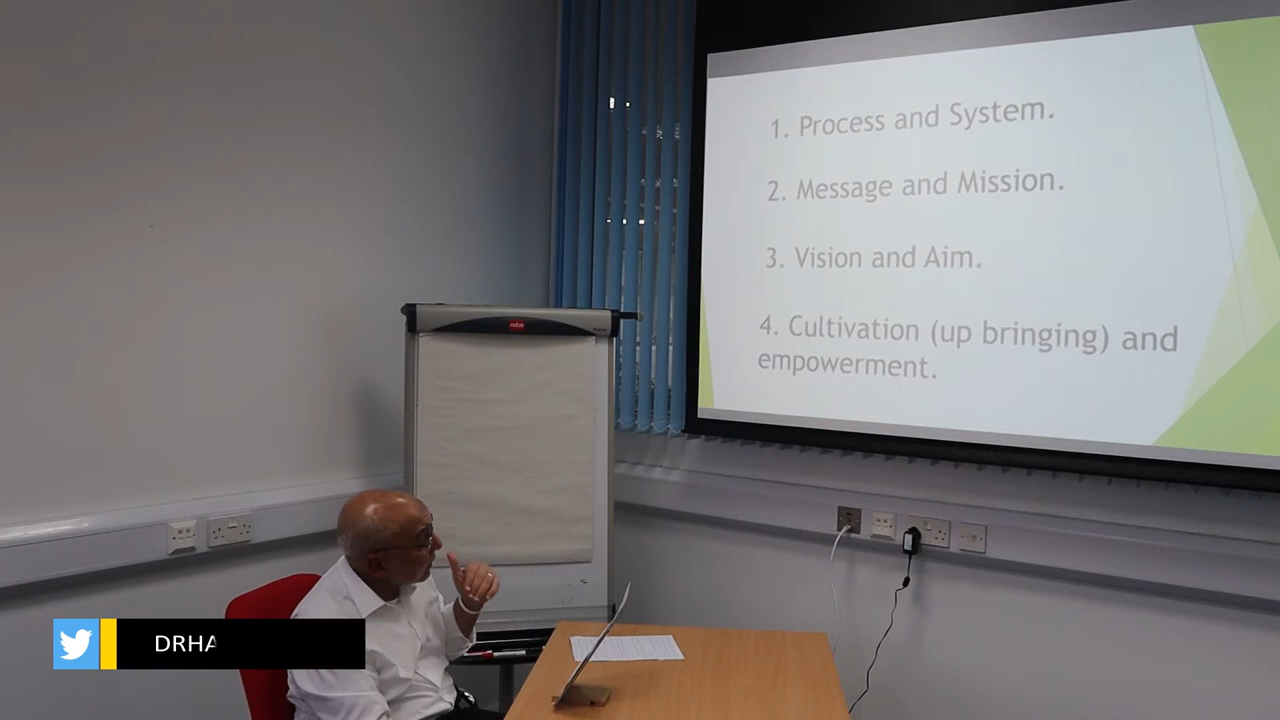 1. Process and System.
2. Message and Mission.
3. Vision and Aim.
4. Cultivation (up bringing) and
empowerment.
nobo
DRHA